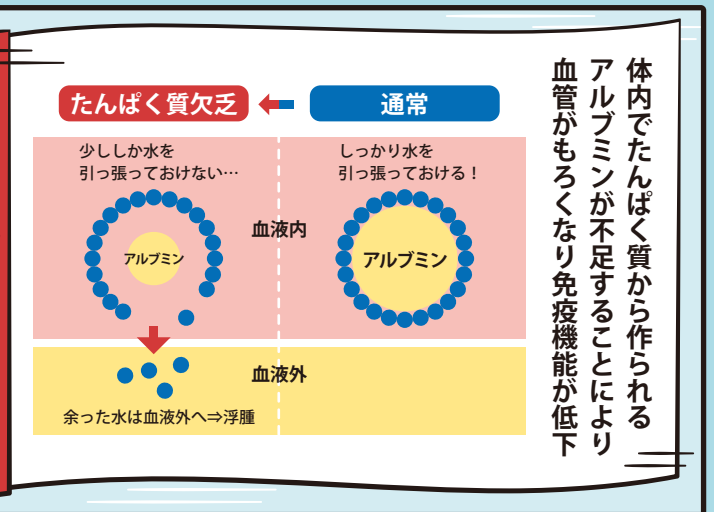 体内でたんぱく質から作られる
アルブミンが不足することにより
血管がもろくなり免疫機能が低下
通常
たんぱく質欠乏
しっかり水を
引っ張っておける！
アルブミン
少ししか水を
引っ張っておけない…
アルブミン
血液内
血液外
余った水は血液外へ⇒浮腫